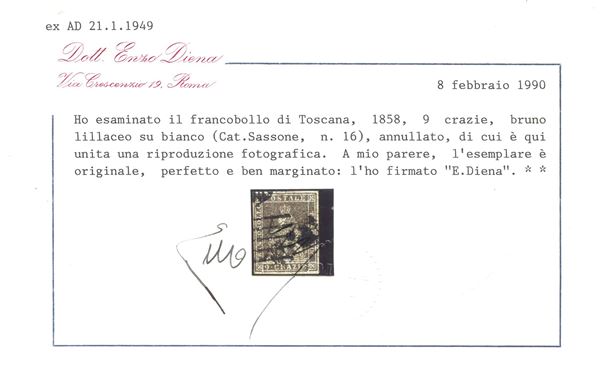 ex AD 21.1.1949
Dott. Enzo Diena
Via Crescenzio 19, Roma
8 febbraio 1990
Ho esaminato il francobollo di Toscana, 1858, 9 crazie, bruno
lillaceo su bianco (Cat.Sassone, n. 16), annullato, di cui è qui
unita una riproduzione fotografica. A mio parere, l'esemplare è
originale, perfetto e ben marginato: l'ho firmato "E.Diena". * *
9 CRAZIE